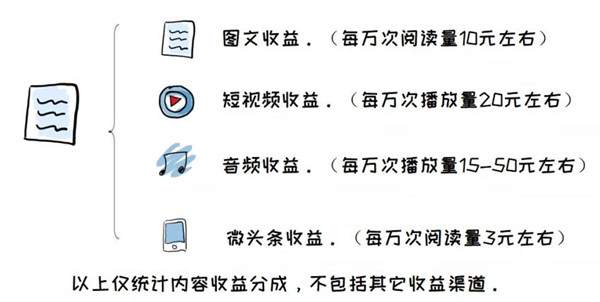 图文收益．（每万次阅读量10元左右）
短视频收益．（每万次播放量20元左右）
音频收益．（每万次播放量15-50元左右）
微头条收益．（每万次阅读量3元左右）
以上仅统计内容收益分成，不包括其它收益渠道．